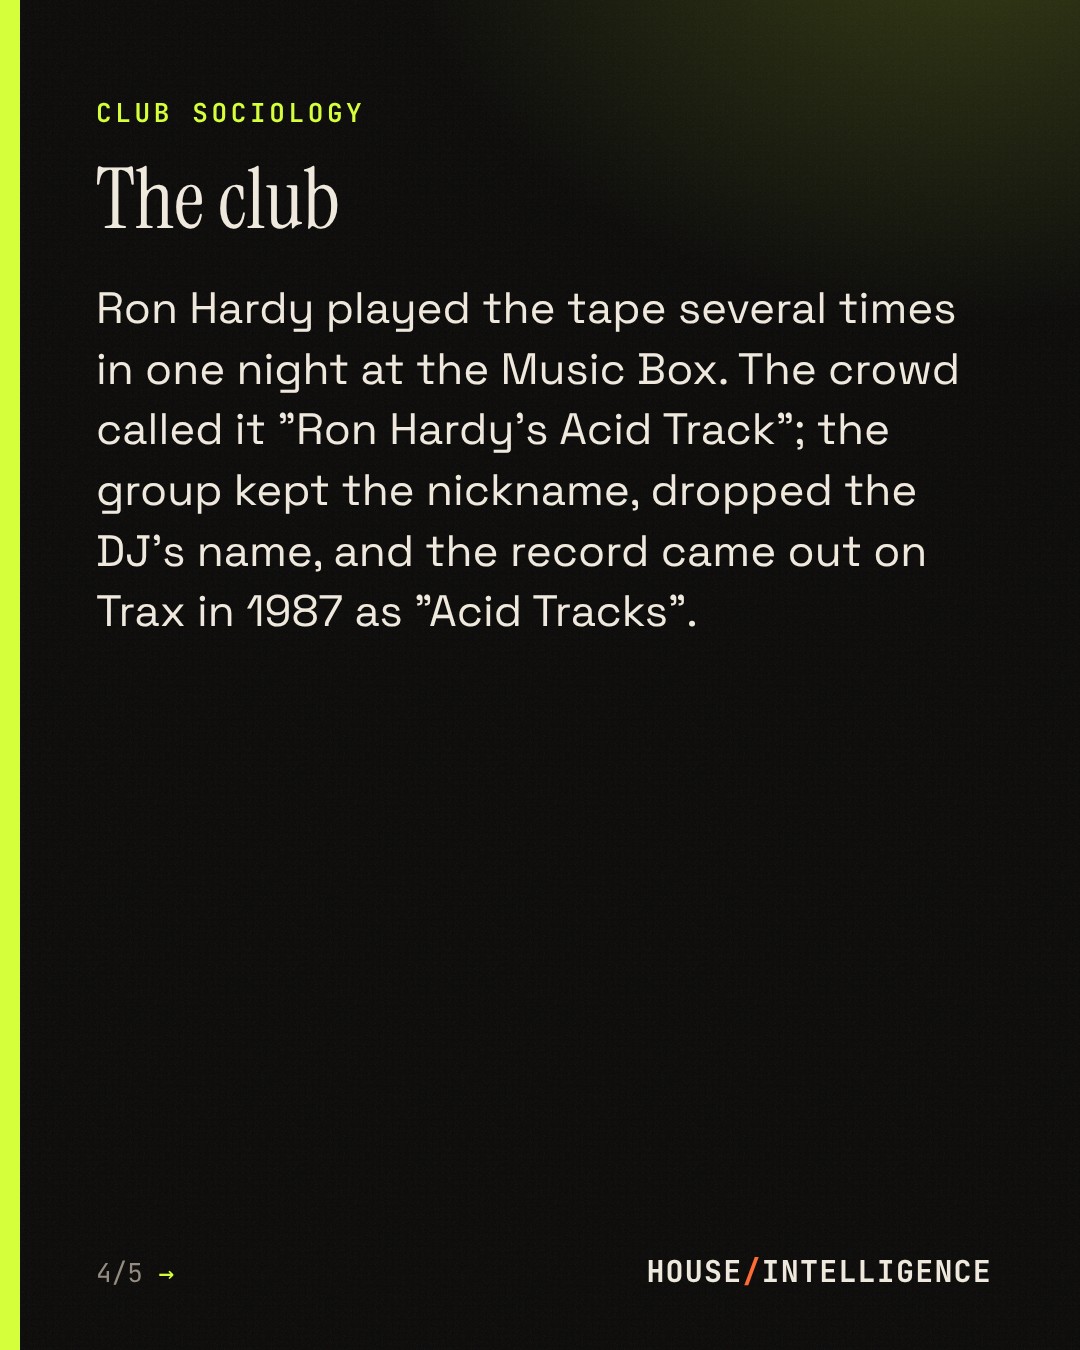 CLUB SOCIOLOGY
The club
Ron Hardy played the tape several times
in one night at the Music Box. The crowd
called it ”Ron Hardy’s Acid Track”; the
group kept the nickname, dropped the
DJ’s name, and the record came out on
Trax in 1987 as ”Acid Tracks”.
4/5 →
HOUSE/INTELLIGENCE